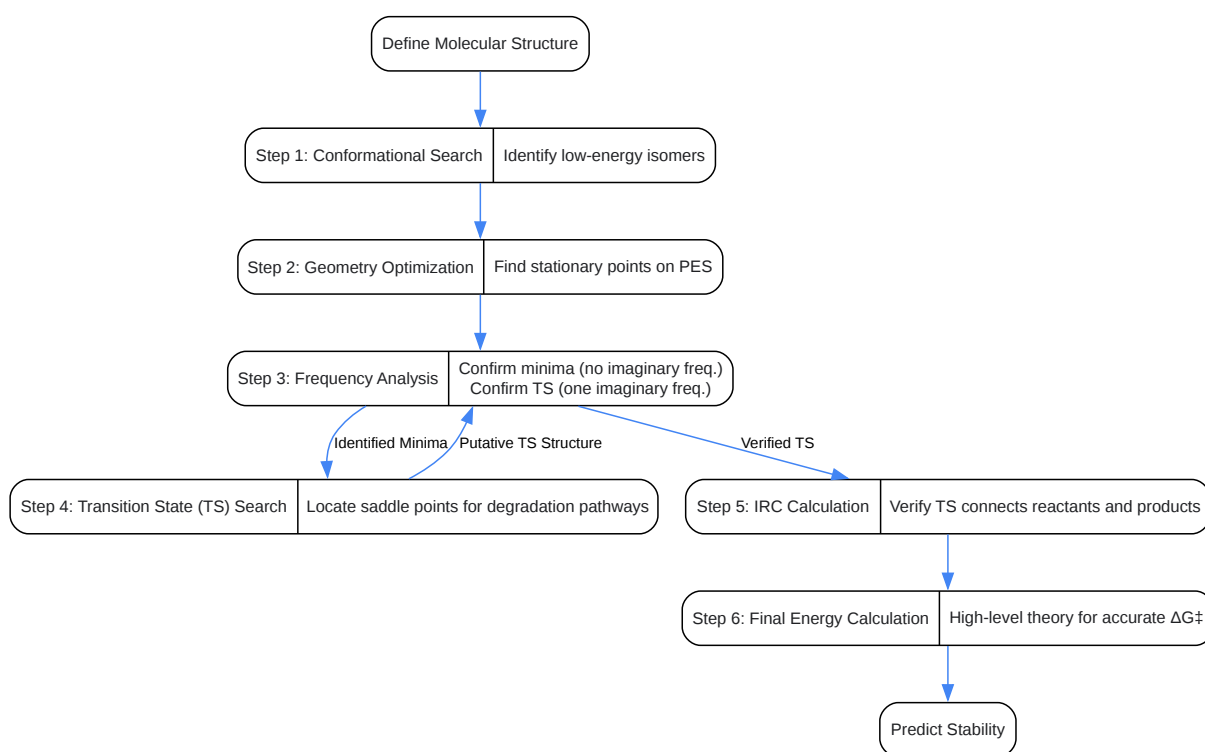 Define Molecular Structure
Step 1: Conformational Search
Identify low-energy isomers
Step 2: Geometry Optimization
Find stationary points on PES
Step 3: Frequency Analysis
Confirm minima (no imaginary freq.)
Confirm TS (one imaginary freq.)
Identified Minima
Putative TS Structure
Verified TS
Step 4: Transition State (TS) Search
Locate saddle points for degradation pathways
Step 5: IRC Calculation
Verify TS connects reactants and products
Step 6: Final Energy Calculation
High-level theory for accurate ΔG‡
Predict Stability